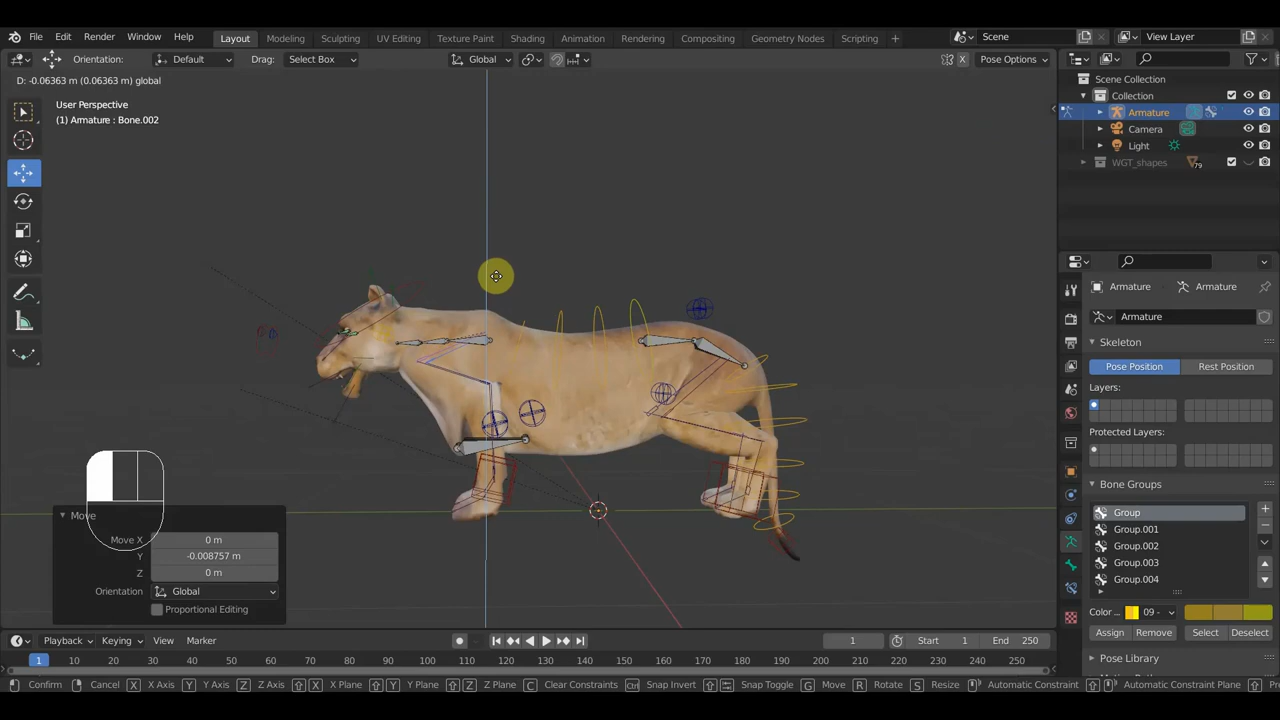 File Edit Render Window Help Layout Modeling Sculpting UV Editing Texture Paint Shading Animation Rendering Compositing Geometry Nodes Scripting + Scene View Layer
Orientation: Default Drag: Select Box Global X Pose Options
D: -0.06363 m (0.06363 m) global
User Perspective
(1) Armature : Bone.002
Scene Collection
Collection
Armature
Camera
Light
WGT_shapes 79
Armature Armature
Armature
Skeleton
Pose Position Rest Position
Layers:
Protected Layers:
Bone Groups
Group
Group.001
Group.002
Group.003
Group.004
Color 09 -
Assign Remove Select Deselect
Pose Library
Move
Move X 0 m
Y -0.008757 m
Z 0 m
Orientation Global
Proportional Editing
Playback Keying View Marker 1 Start 1 End 250
1 10 20 30 40 50 60 70 80 90 100 110 120 130 140 150 160 170 180 190 200 210 220 230 240 250
Confirm Cancel X X Axis Y Y Axis Z Z Axis X X Plane Y Y Plane Z Z Plane C Clear Constraints Ctrl Snap Invert Snap Toggle G Move R Rotate S Resize Automatic Constraint Automatic Constraint Plane